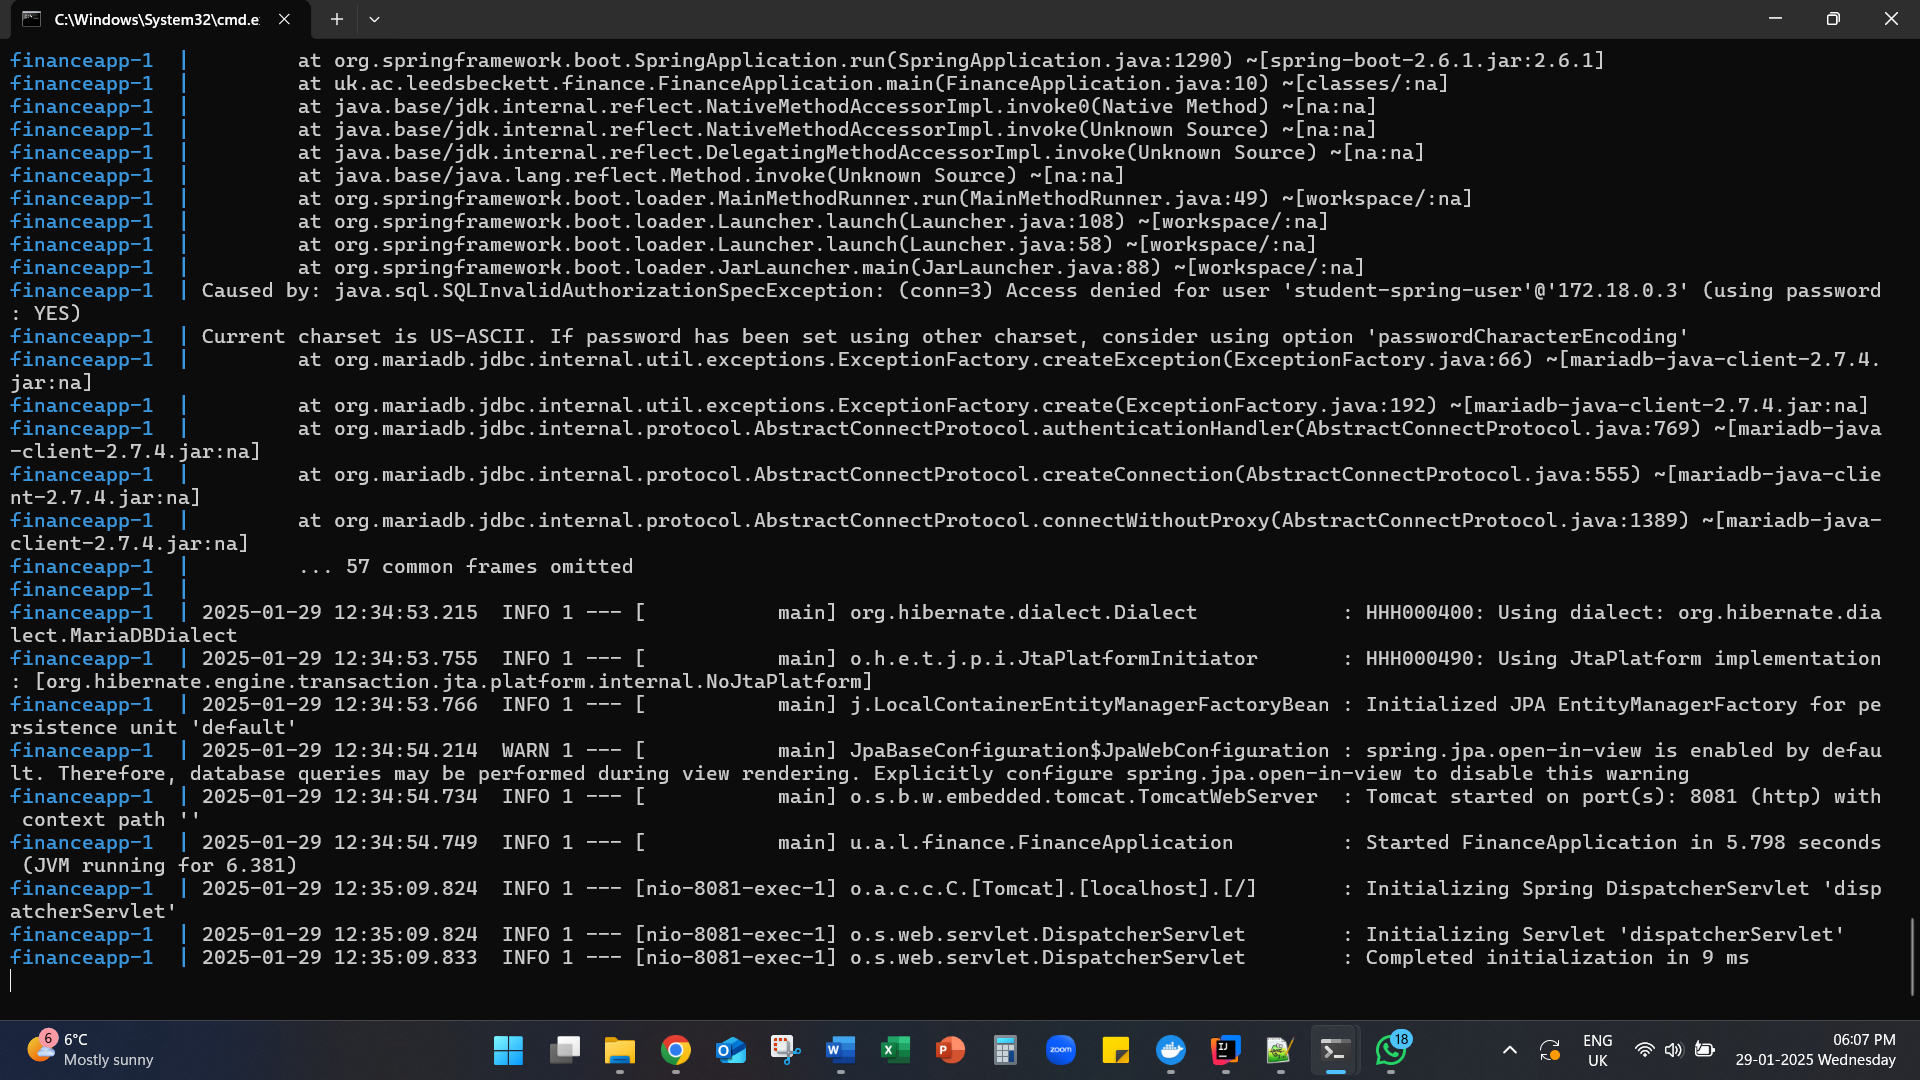 C:\Windows\System32\cmd.e
financeapp-1  |         at org.springframework.boot.SpringApplication.run(SpringApplication.java:1290) ~[spring-boot-2.6.1.jar:2.6.1]
financeapp-1  |         at uk.ac.leedsbeckett.finance.FinanceApplication.main(FinanceApplication.java:10) ~[classes/:na]
financeapp-1  |         at java.base/jdk.internal.reflect.NativeMethodAccessorImpl.invoke0(Native Method) ~[na:na]
financeapp-1  |         at java.base/jdk.internal.reflect.NativeMethodAccessorImpl.invoke(Unknown Source) ~[na:na]
financeapp-1  |         at java.base/jdk.internal.reflect.DelegatingMethodAccessorImpl.invoke(Unknown Source) ~[na:na]
financeapp-1  |         at java.base/java.lang.reflect.Method.invoke(Unknown Source) ~[na:na]
financeapp-1  |         at org.springframework.boot.loader.MainMethodRunner.run(MainMethodRunner.java:49) ~[workspace/:na]
financeapp-1  |         at org.springframework.boot.loader.Launcher.launch(Launcher.java:108) ~[workspace/:na]
financeapp-1  |         at org.springframework.boot.loader.Launcher.launch(Launcher.java:58) ~[workspace/:na]
financeapp-1  |         at org.springframework.boot.loader.JarLauncher.main(JarLauncher.java:88) ~[workspace/:na]
financeapp-1  | Caused by: java.sql.SQLInvalidAuthorizationSpecException: (conn=3) Access denied for user 'student-spring-user'@'172.18.0.3' (using password
: YES)
financeapp-1  | Current charset is US-ASCII. If password has been set using other charset, consider using option 'passwordCharacterEncoding'
financeapp-1  |         at org.mariadb.jdbc.internal.util.exceptions.ExceptionFactory.createException(ExceptionFactory.java:66) ~[mariadb-java-client-2.7.4.
jar:na]
financeapp-1  |         at org.mariadb.jdbc.internal.util.exceptions.ExceptionFactory.create(ExceptionFactory.java:192) ~[mariadb-java-client-2.7.4.jar:na]
financeapp-1  |         at org.mariadb.jdbc.internal.protocol.AbstractConnectProtocol.authenticationHandler(AbstractConnectProtocol.java:769) ~[mariadb-java
-client-2.7.4.jar:na]
financeapp-1  |         at org.mariadb.jdbc.internal.protocol.AbstractConnectProtocol.createConnection(AbstractConnectProtocol.java:555) ~[mariadb-java-clie
nt-2.7.4.jar:na]
financeapp-1  |         at org.mariadb.jdbc.internal.protocol.AbstractConnectProtocol.connectWithoutProxy(AbstractConnectProtocol.java:1389) ~[mariadb-java-
client-2.7.4.jar:na]
financeapp-1  |         ... 57 common frames omitted
financeapp-1  |
financeapp-1  | 2025-01-29 12:34:53.215  INFO 1 --- [           main] org.hibernate.dialect.Dialect            : HHH000400: Using dialect: org.hibernate.dia
lect.MariaDBDialect
financeapp-1  | 2025-01-29 12:34:53.755  INFO 1 --- [           main] o.h.e.t.j.p.i.JtaPlatformInitiator       : HHH000490: Using JtaPlatform implementation
: [org.hibernate.engine.transaction.jta.platform.internal.NoJtaPlatform]
financeapp-1  | 2025-01-29 12:34:53.766  INFO 1 --- [           main] j.LocalContainerEntityManagerFactoryBean : Initialized JPA EntityManagerFactory for pe
rsistence unit 'default'
financeapp-1  | 2025-01-29 12:34:54.214  WARN 1 --- [           main] JpaBaseConfiguration$JpaWebConfiguration : spring.jpa.open-in-view is enabled by defau
lt. Therefore, database queries may be performed during view rendering. Explicitly configure spring.jpa.open-in-view to disable this warning
financeapp-1  | 2025-01-29 12:34:54.734  INFO 1 --- [           main] o.s.b.w.embedded.tomcat.TomcatWebServer  : Tomcat started on port(s): 8081 (http) with
 context path ''
financeapp-1  | 2025-01-29 12:34:54.749  INFO 1 --- [           main] u.a.l.finance.FinanceApplication         : Started FinanceApplication in 5.798 seconds
 (JVM running for 6.381)
financeapp-1  | 2025-01-29 12:35:09.824  INFO 1 --- [nio-8081-exec-1] o.a.c.c.C.[Tomcat].[localhost].[/]       : Initializing Spring DispatcherServlet 'disp
atcherServlet'
financeapp-1  | 2025-01-29 12:35:09.824  INFO 1 --- [nio-8081-exec-1] o.s.web.servlet.DispatcherServlet        : Initializing Servlet 'dispatcherServlet'
financeapp-1  | 2025-01-29 12:35:09.833  INFO 1 --- [nio-8081-exec-1] o.s.web.servlet.DispatcherServlet        : Completed initialization in 9 ms
6
6°C
Mostly sunny
W
X
P
zoom
IJ
18
ENG
UK
06:07 PM
29-01-2025 Wednesday